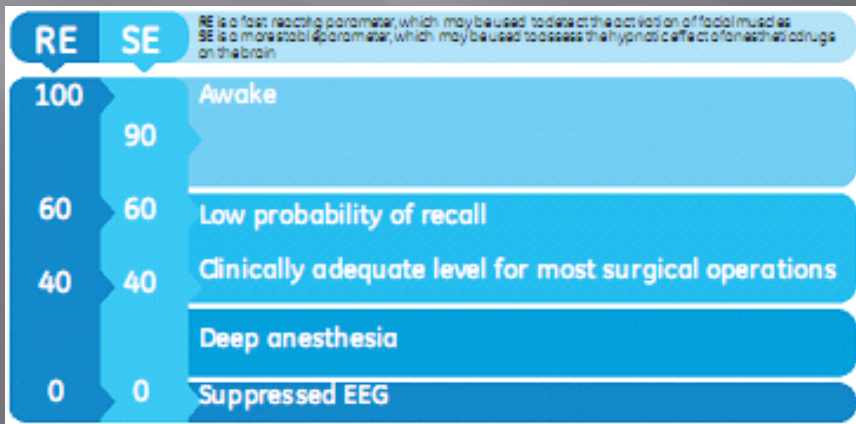 RE SE
RE is a fast reacting parameter, which may be used to detect the activation of facial muscles
SE is a more stable parameter, which may be used to assess the hypnotic effect of anesthetic drugs
on the brain
100 Awake
90
60 60 Low probability of recall
40 40 Clinically adequate level for most surgical operations
Deep anesthesia
0 0 Suppressed EEG